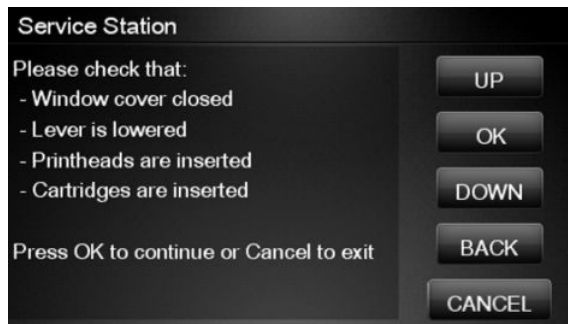 Service Station
Please check that:
- Window cover closed
- Lever is lowered
- Printheads are inserted
- Cartridges are inserted
Press OK to continue or Cancel to exit
UP
OK
DOWN
BACK
CANCEL